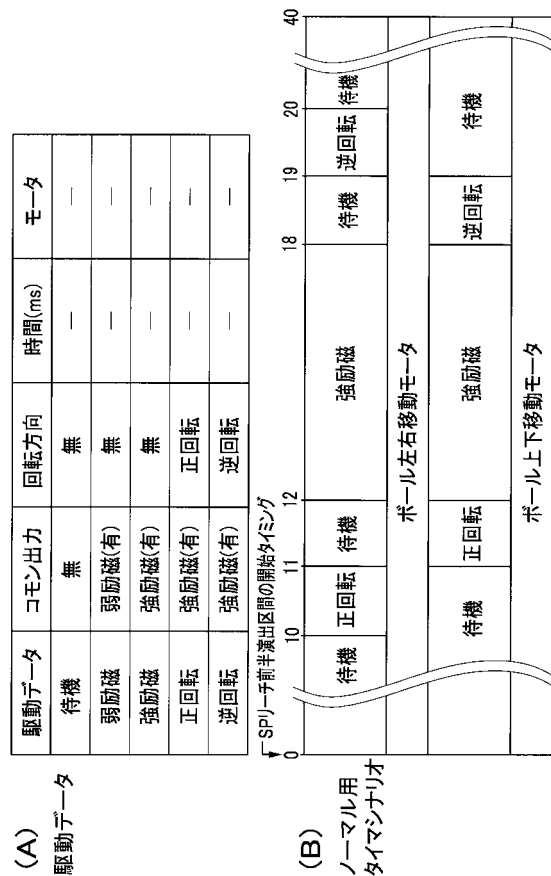 (A)
駆動データ
駆動データ コモン出力 回転方向 時間(ms) モータ
待機 無 無 — —
弱励磁 弱励磁(有) 無 — —
強励磁 強励磁(有) 無 — —
正回転 強励磁(有) 正回転 — —
逆回転 強励磁(有) 逆回転 — —
(B)
ノーマル用
タイマシナリオ
SPリーチ前半演出区間の開始タイミング
0 10 11 12 18 19 20 40
待機 正回転 待機 強励磁 待機 逆回転 待機
ボール左右移動モータ
待機 正回転 強励磁 逆回転 待機
ボール上下移動モータ